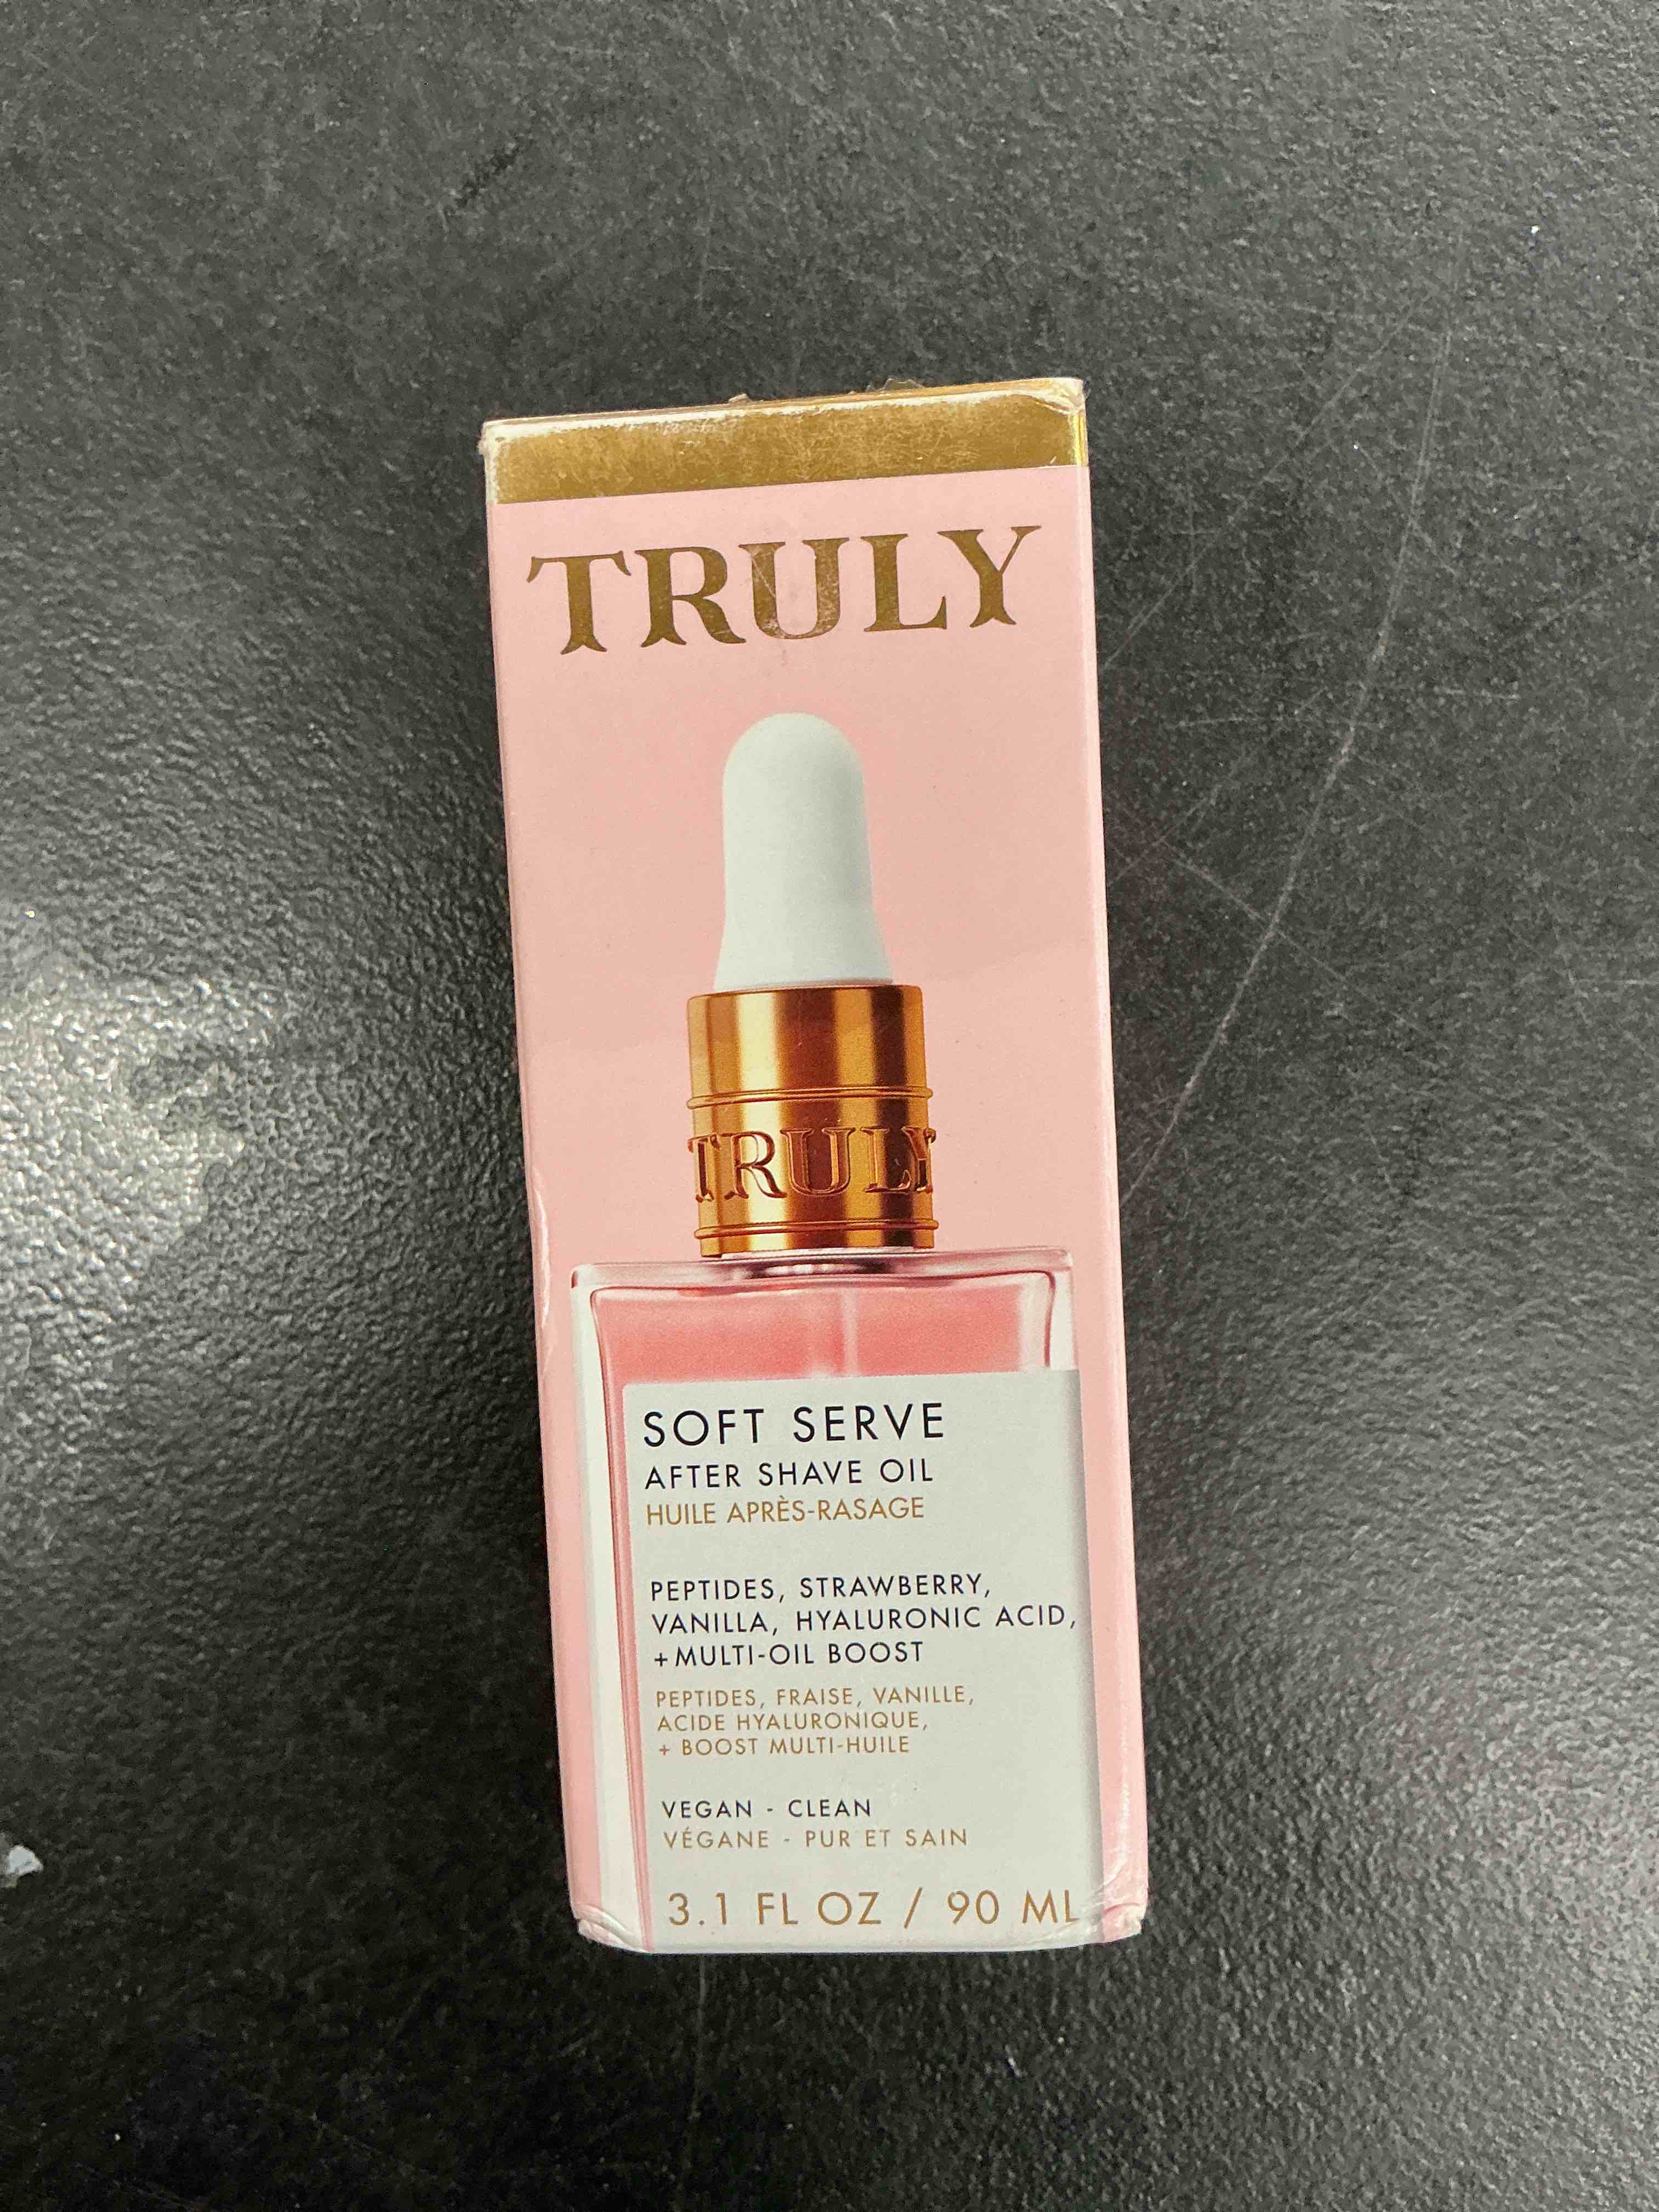 TRULY
TRULY
SOFT SERVE
AFTER SHAVE OIL
HUILE APRÈS-RASAGE
PEPTIDES, STRAWBERRY,
VANILLA, HYALURONIC ACID,
+MULTI-OIL BOOST
PEPTIDES, FRAISE, VANILLE,
ACIDE HYALURONIQUE,
+ BOOST MULTI-HUILE
VEGAN - CLEAN
VÉGANE - PUR ET SAIN
3.1 FL OZ / 90 ML